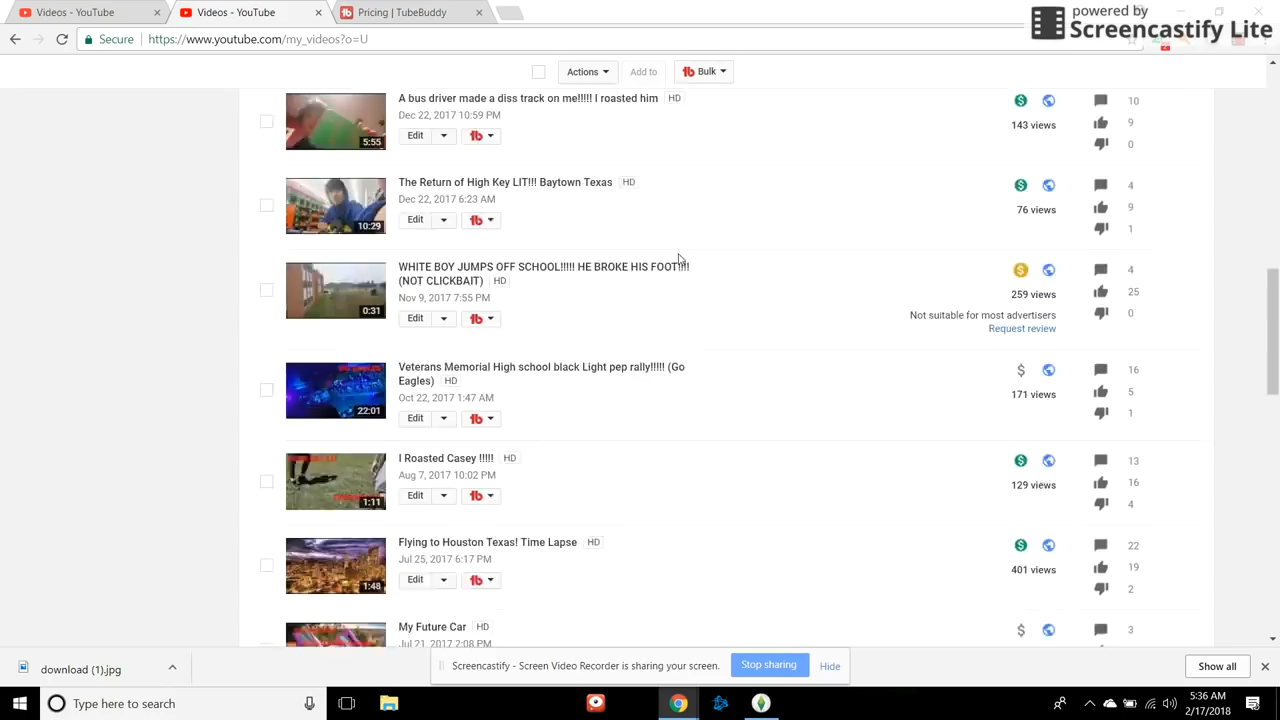 Videos - YouTube
Videos - YouTube
Pricing | TubeBuddy
powered by
Screencastify Lite
Secure
https://www.youtube.com/my_videos?o=U
Actions
Add to
Bulk
A bus driver made a diss track on me!!!!! I roasted him HD
Dec 22, 2017 10:59 PM
5:55
Edit
143 views
10
9
0
The Return of High Key LIT!!! Baytown Texas HD
Dec 22, 2017 6:23 AM
10:29
Edit
76 views
4
9
1
WHITE BOY JUMPS OFF SCHOOL!!!!! HE BROKE HIS FOOT!!!!
(NOT CLICKBAIT) HD
Nov 9, 2017 7:55 PM
0:31
Edit
259 views
Not suitable for most advertisers
Request review
4
25
0
Veterans Memorial High school black Light pep rally!!!!! (Go
Eagles) HD
Oct 22, 2017 1:47 AM
22:01
Edit
171 views
16
5
1
I Roasted Casey !!!!! HD
Aug 7, 2017 10:02 PM
1:11
Edit
129 views
13
16
4
Flying to Houston Texas! Time Lapse HD
Jul 25, 2017 6:17 PM
1:48
Edit
401 views
22
19
2
My Future Car HD
Jul 21, 2017 2:08 PM
3
download (1).jpg
Screencastify - Screen Video Recorder is sharing your screen.
Stop sharing
Hide
Show all
Type here to search
5:36 AM
2/17/2018